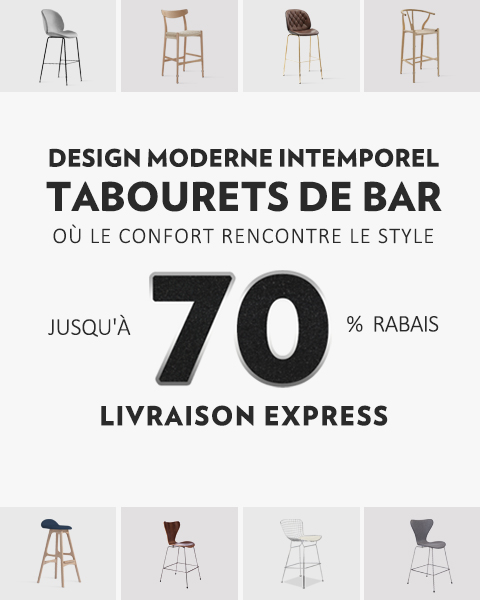 DESIGN MODERNE INTEMPOREL
TABOURETS DE BAR
OÙ LE CONFORT RENCONTRE LE STYLE
JUSQU'À 70 % RABAIS
LIVRAISON EXPRESS